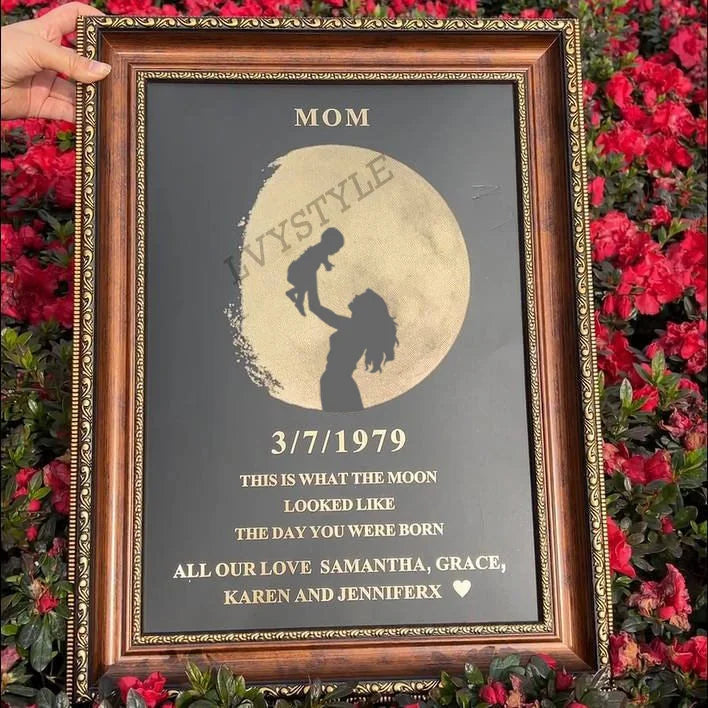 MOM
LVYSTYLE
3/7/1979
THIS IS WHAT THE MOON
LOOKED LIKE
THE DAY YOU WERE BORN
ALL OUR LOVE SAMANTHA, GRACE,
KAREN AND JENNIFERX